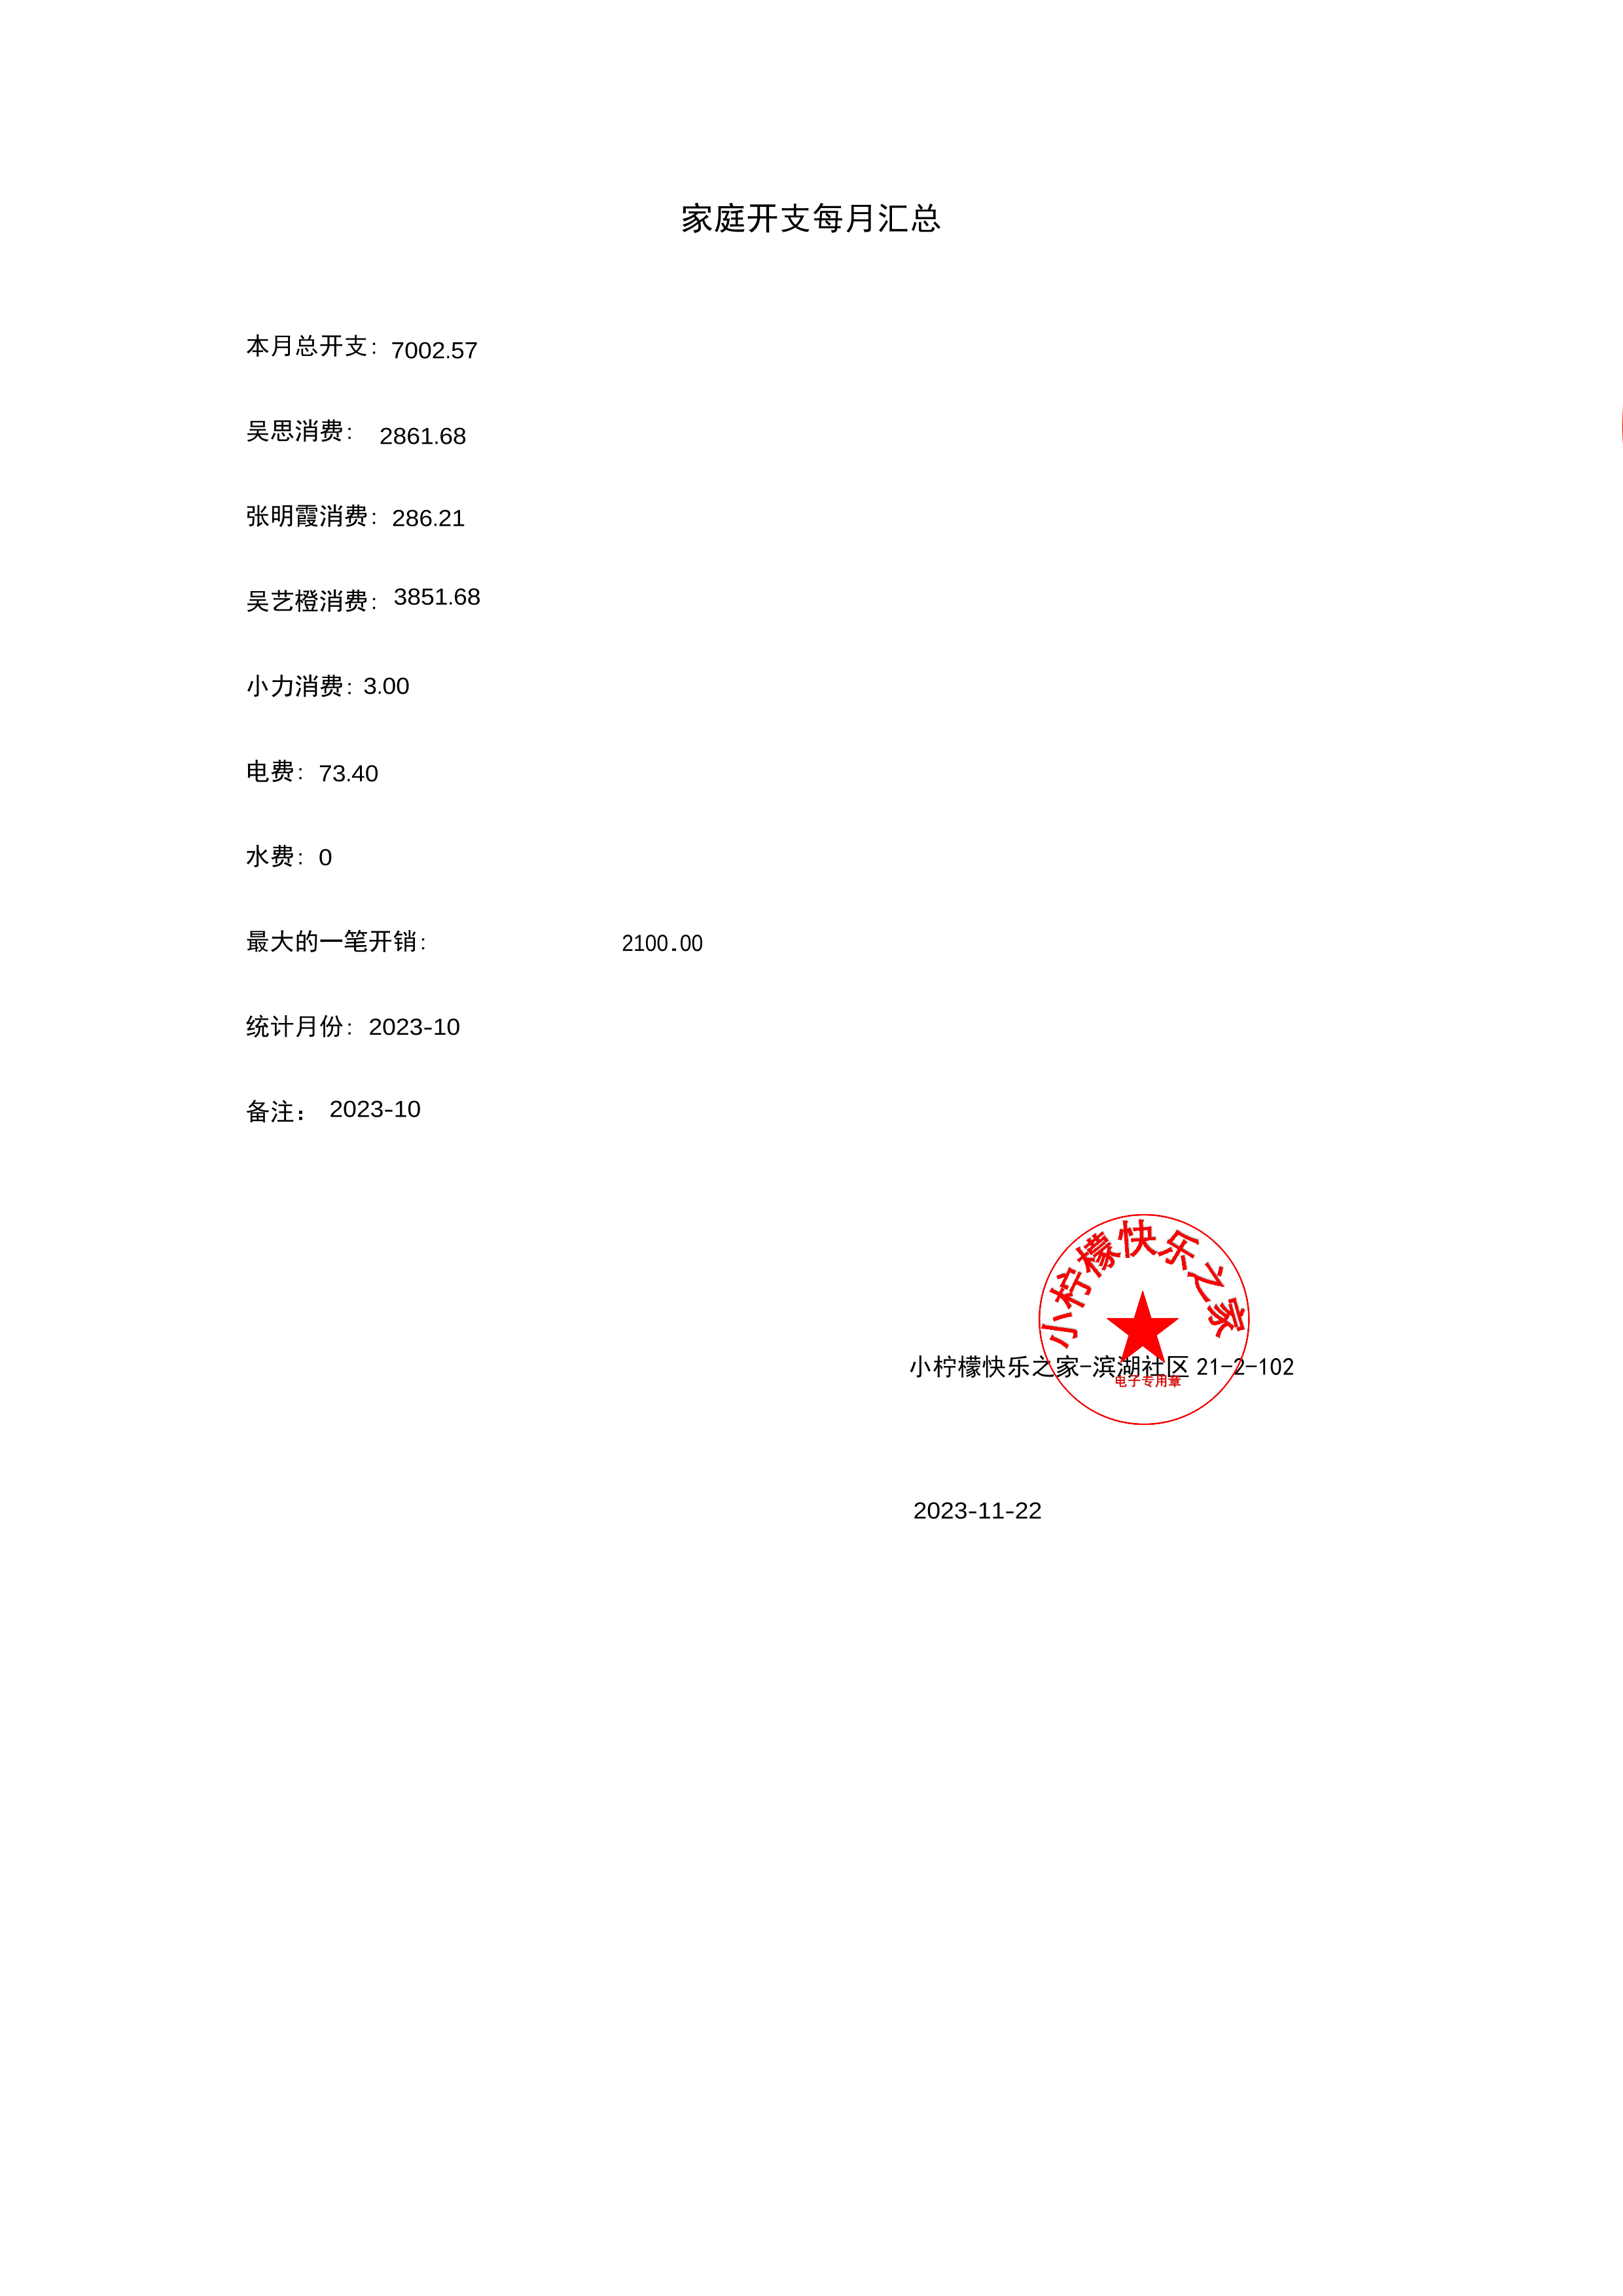 家庭开支每月汇总
本月总开支：7002.57
吴思消费： 2861.68
张明霞消费：286.21
吴艺橙消费：3851.68
小力消费：3.00
电费：73.40
水费：0
最大的一笔开销： 2100.00
统计月份：2023-10
备注： 2023-10
小柠檬快乐之家
小柠檬快乐之家-滨湖社区 21-2-102
电子专用章
2023-11-22